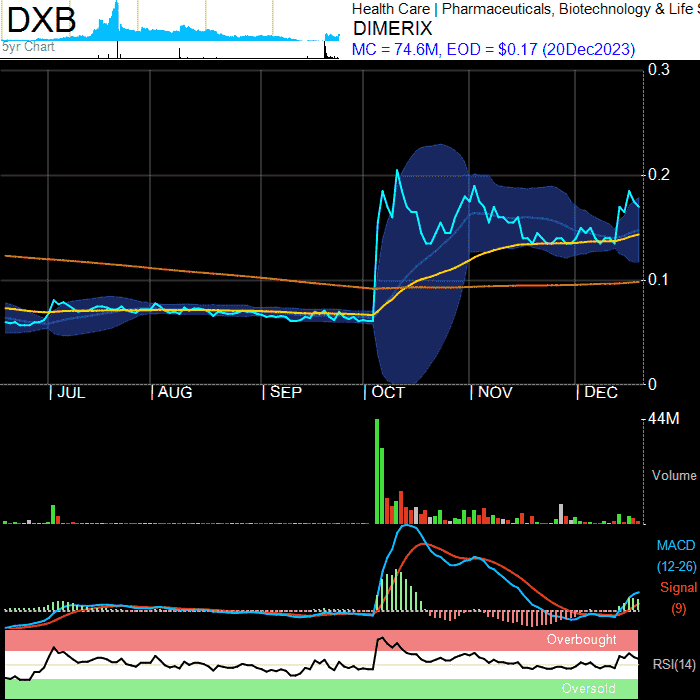 DXB
5yr Chart
Health Care | Pharmaceuticals, Biotechnology & Life S
DIMERIX
MC = 74.6M, EOD = $0.17 (20Dec2023)
0.3
0.2
0.1
0
| JUL | AUG | SEP | OCT | NOV | DEC
44M
Volume
MACD
(12-26)
Signal
(9)
Overbought
RSI(14)
Oversold